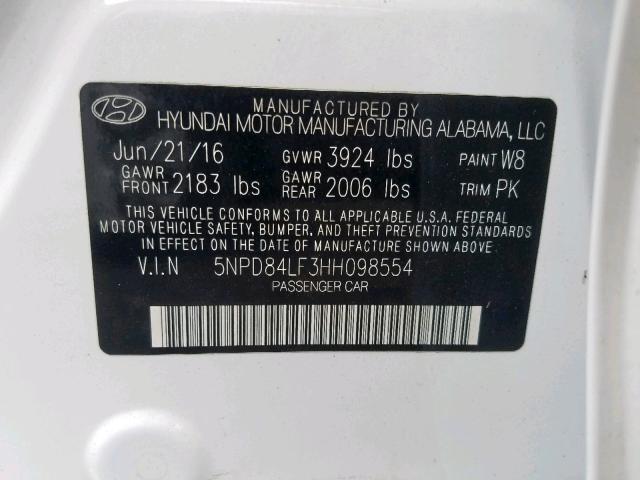 MANUFACTURED BY
HYUNDAI MOTOR MANUFACTURING ALABAMA, LLC
Jun/21/16 GVWR 3924 lbs PAINT W8
GAWR FRONT 2183 lbs GAWR REAR 2006 lbs TRIM PK
THIS VEHICLE CONFORMS TO ALL APPLICABLE U.S.A. FEDERAL
MOTOR VEHICLE SAFETY, BUMPER, AND THEFT PREVENTION STANDARDS
IN EFFECT ON THE DATE OF MANUFACTURE SHOWN ABOVE
V.I.N 5NPD84LF3HH098554
PASSENGER CAR